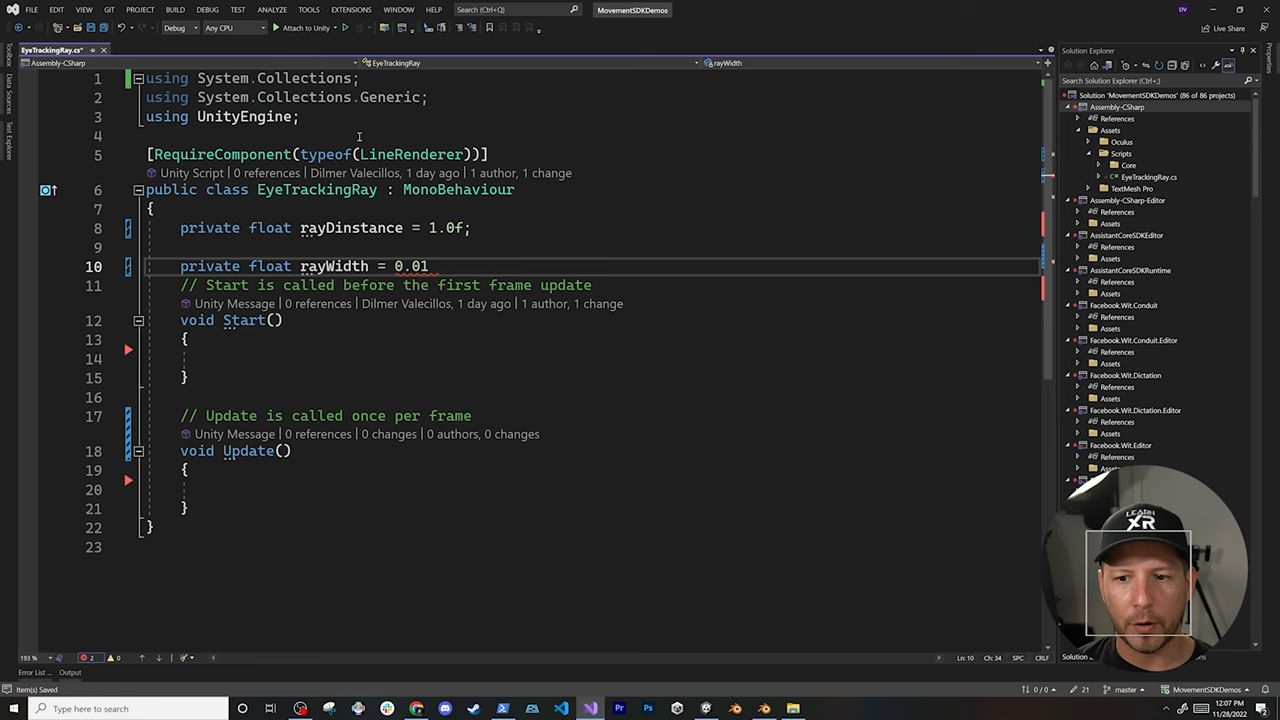 FILE EDIT VIEW GIT PROJECT BUILD DEBUG TEST ANALYZE TOOLS EXTENSIONS WINDOW HELP Search (Ctrl+Q) MovementSDKDemos DV
Debug Any CPU Attach to Unity Live Share
EyeTrackingRay.cs*
Assembly-CSharp EyeTrackingRay rayWidth
Toolbox
Data Sources
Test Explorer
1 using System.Collections;
2 using System.Collections.Generic;
3 using UnityEngine;
4
5 [RequireComponent(typeof(LineRenderer))]
Unity Script | 0 references | Dilmer Valecillos, 1 day ago | 1 author, 1 change
6 public class EyeTrackingRay : MonoBehaviour
7 {
8 private float rayDinstance = 1.0f;
9
10 private float rayWidth = 0.01
11 // Start is called before the first frame update
Unity Message | 0 references | Dilmer Valecillos, 1 day ago | 1 author, 1 change
12 void Start()
13 {
14
15 }
16
17 // Update is called once per frame
Unity Message | 0 references | 0 changes | 0 authors, 0 changes
18 void Update()
19 {
20
21 }
22 }
23
Solution Explorer
Search Solution Explorer (Ctrl+;)
Solution 'MovementSDKDemos' (86 of 86 projects)
Assembly-CSharp
References
Assets
Oculus
Scripts
Core
EyeTrackingRay.cs
TextMesh Pro
Assembly-CSharp-Editor
References
Assets
AssistantCoreSDKEditor
References
Assets
AssistantCoreSDKRuntime
References
Assets
Facebook.Wit.Conduit
References
Assets
Facebook.Wit.Conduit.Editor
References
Assets
Facebook.Wit.Dictation
References
Assets
Facebook.Wit.Dictation.Editor
References
Assets
Facebook.Wit.Editor
References
Assets
Properties
LEARN
XR
193 % 2 0 Ln: 10 Ch: 34 SPC CRLF
Error List ... Output
Item(s) Saved 0 / 0 21 master MovementSDKDemos
Type here to search
12:07 PM
11/28/2022